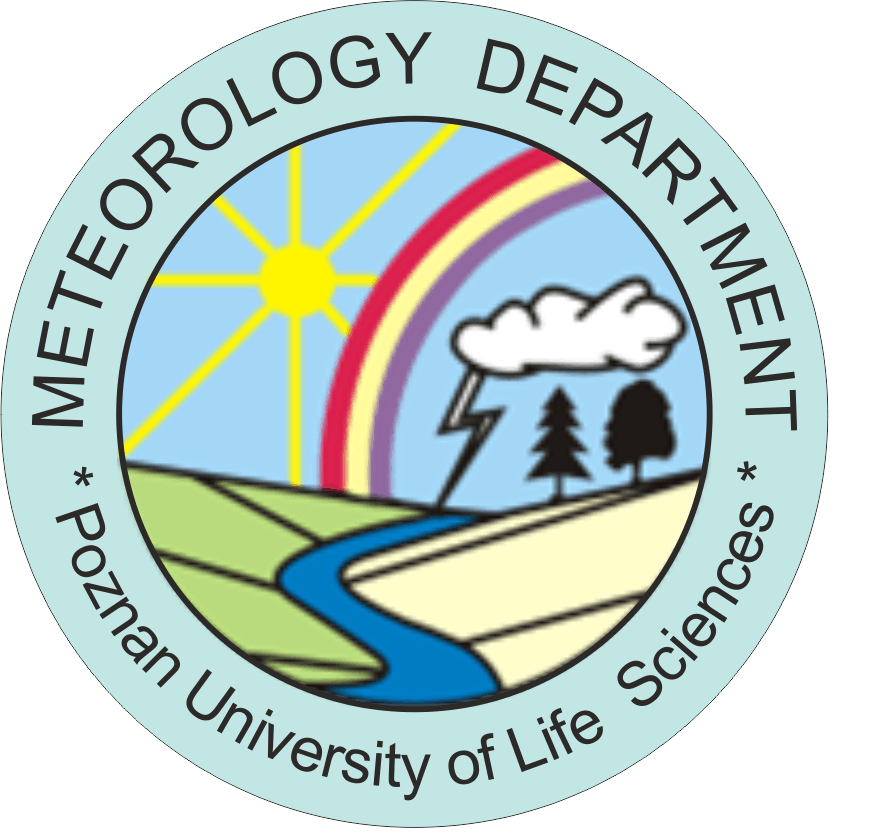 METEOROLOGY DEPARTMENT
* Poznan University of Life Sciences *